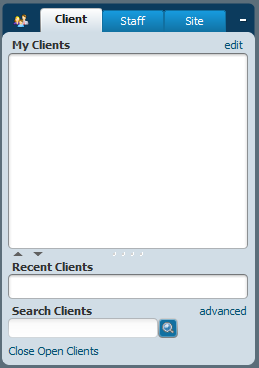 Client Staff Site
My Clients edit
Recent Clients
Search Clients advanced
Close Open Clients